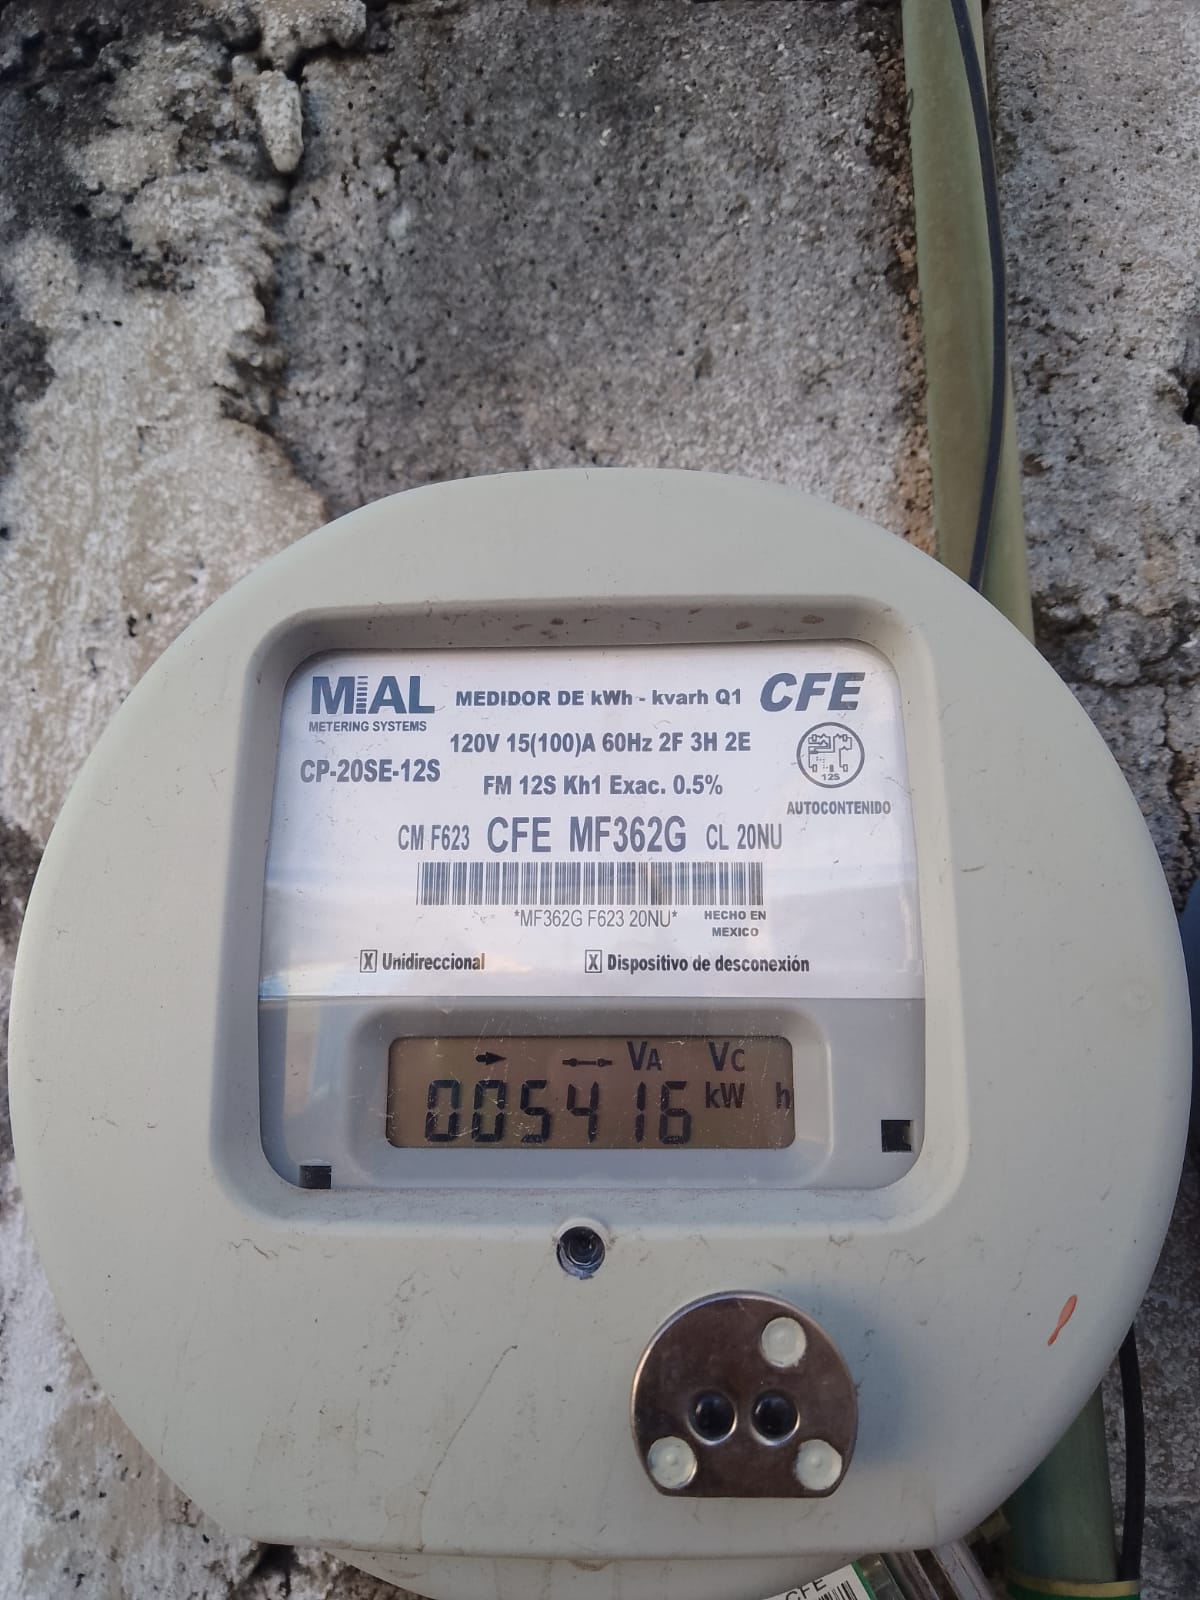 MIAL
METERING SYSTEMS
MEDIDOR DE kWh - kvarh Q1
CFE
120V 15(100)A 60Hz 2F 3H 2E
CP-20SE-12S
FM 12S Kh1 Exac. 0.5%
12S
AUTOCONTENIDO
CM F623 CFE MF362G CL 20NU
*MF362G F623 20NU*
HECHO EN
MEXICO
X Unidireccional
X Dispositivo de desconexión
VA VC
005416 kW h
CFE